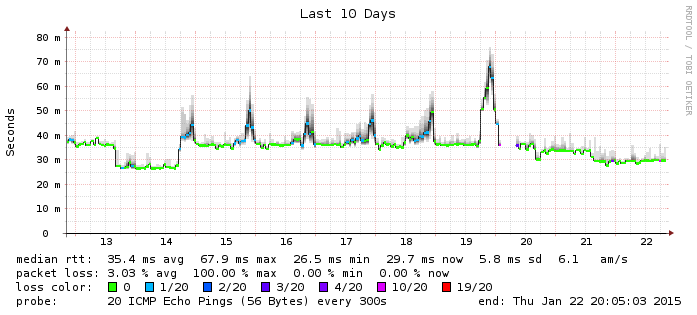 Last 10 Days
RRDTOOL / TOBI OETIKER
Seconds
80 m
70 m
60 m
50 m
40 m
30 m
20 m
10 m
0
13 14 15 16 17 18 19 20 21 22
median rtt: 35.4 ms avg 67.9 ms max 26.5 ms min 29.7 ms now 5.8 ms sd 6.1 am/s
packet loss: 3.03 % avg 100.00 % max 0.00 % min 0.00 % now
loss color: 0 1/20 2/20 3/20 4/20 10/20 19/20
probe: 20 ICMP Echo Pings (56 Bytes) every 300s end: Thu Jan 22 20:05:03 2015